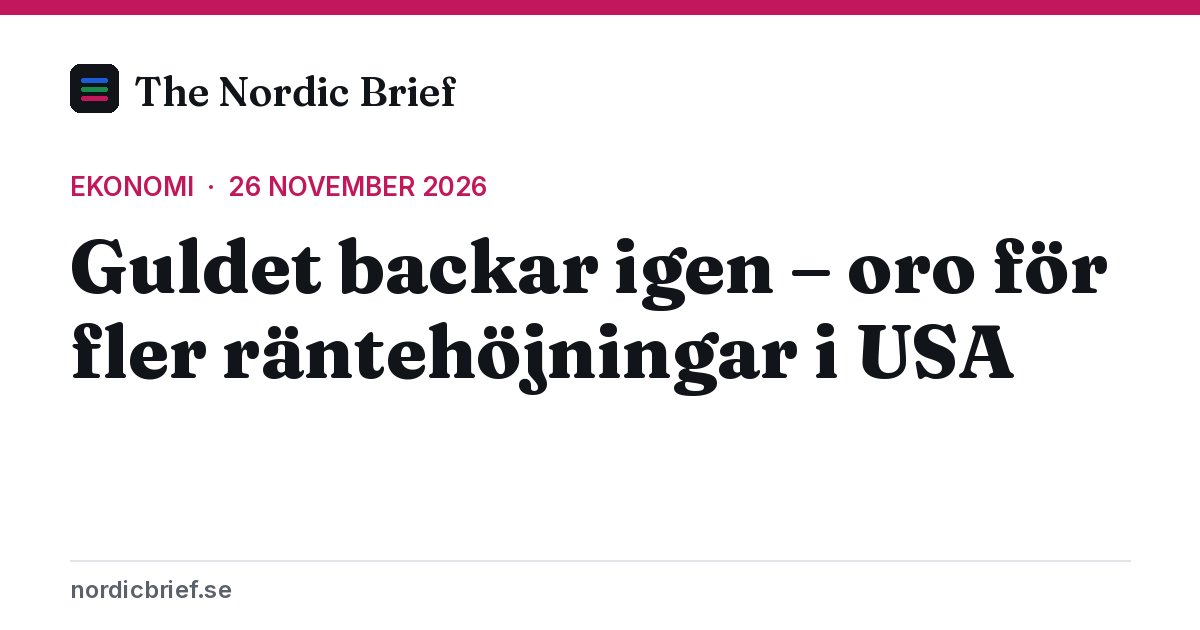 The Nordic Brief
EKONOMI · 26 NOVEMBER 2026
Guldet backar igen – oro för
fler räntehöjningar i USA
nordicbrief.se